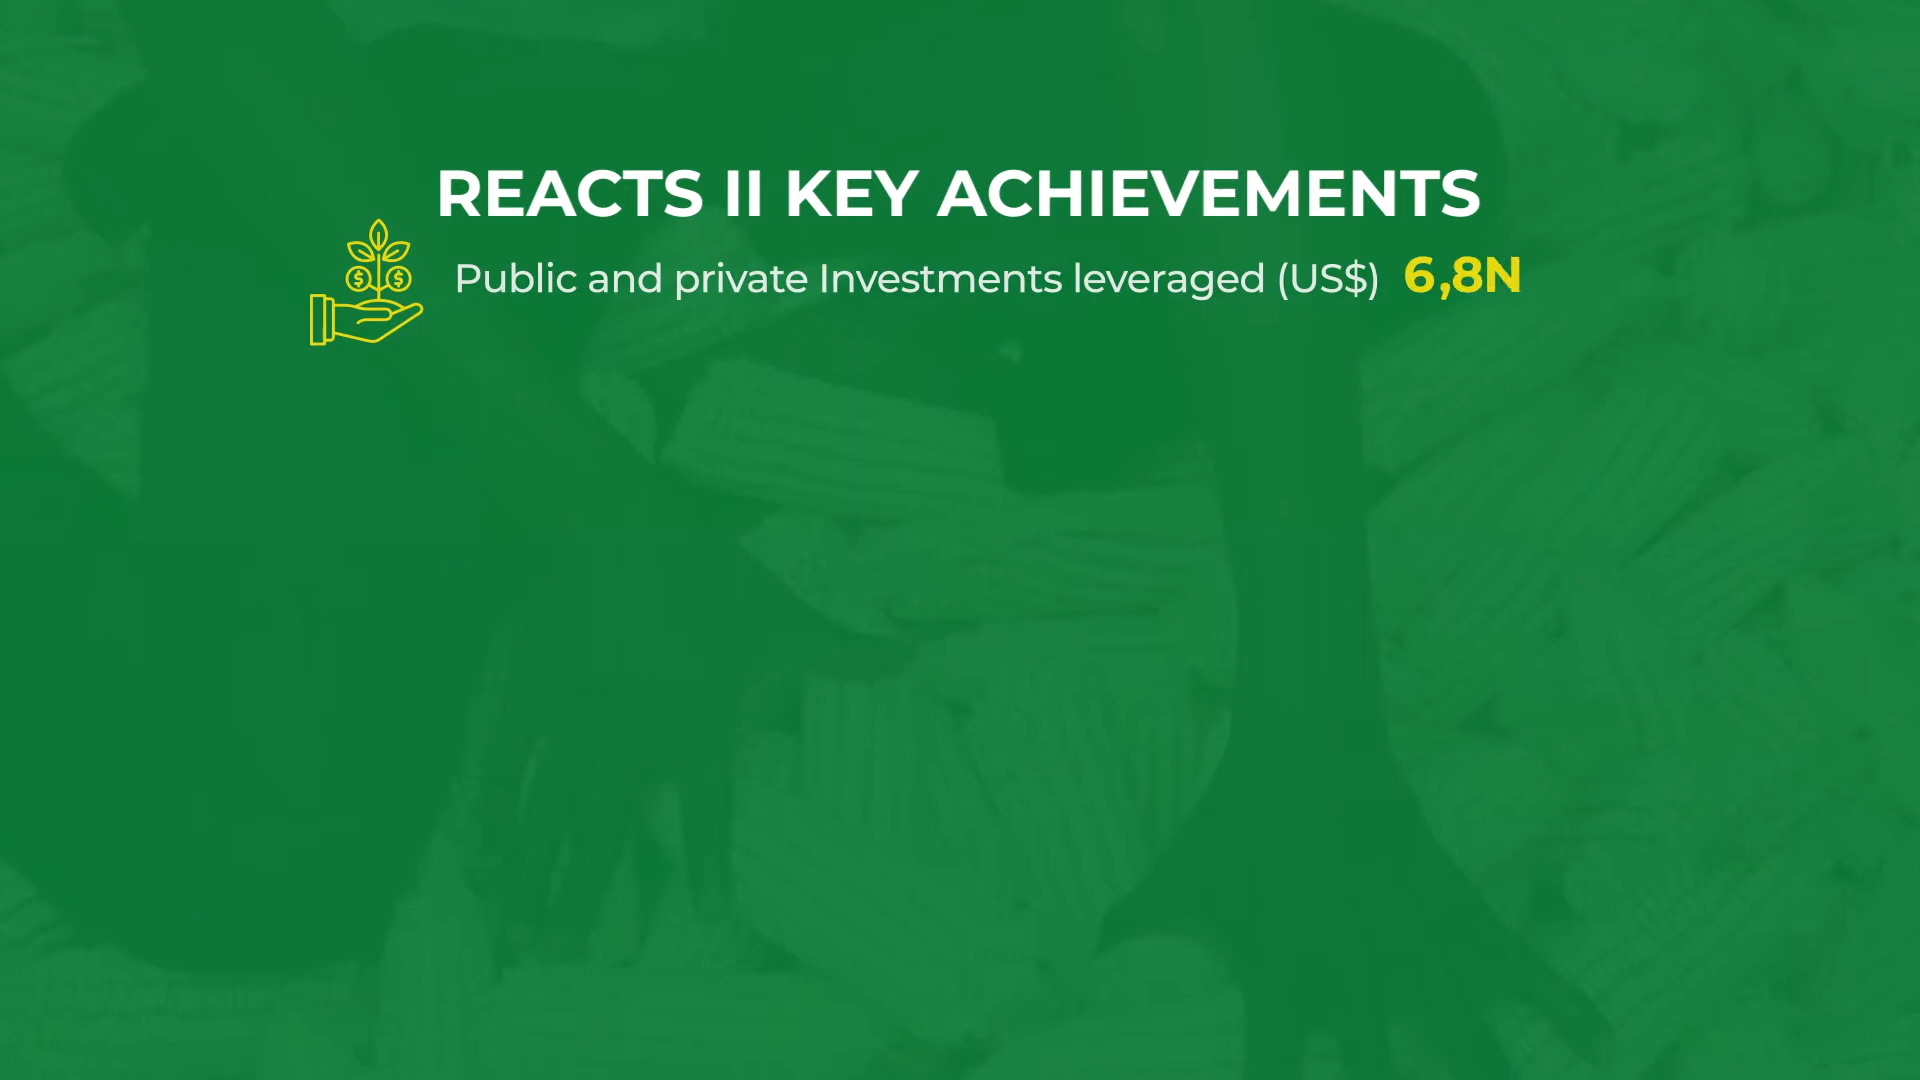 REACTS II KEY ACHIEVEMENTS
Public and private Investments leveraged (US$) 6,8N